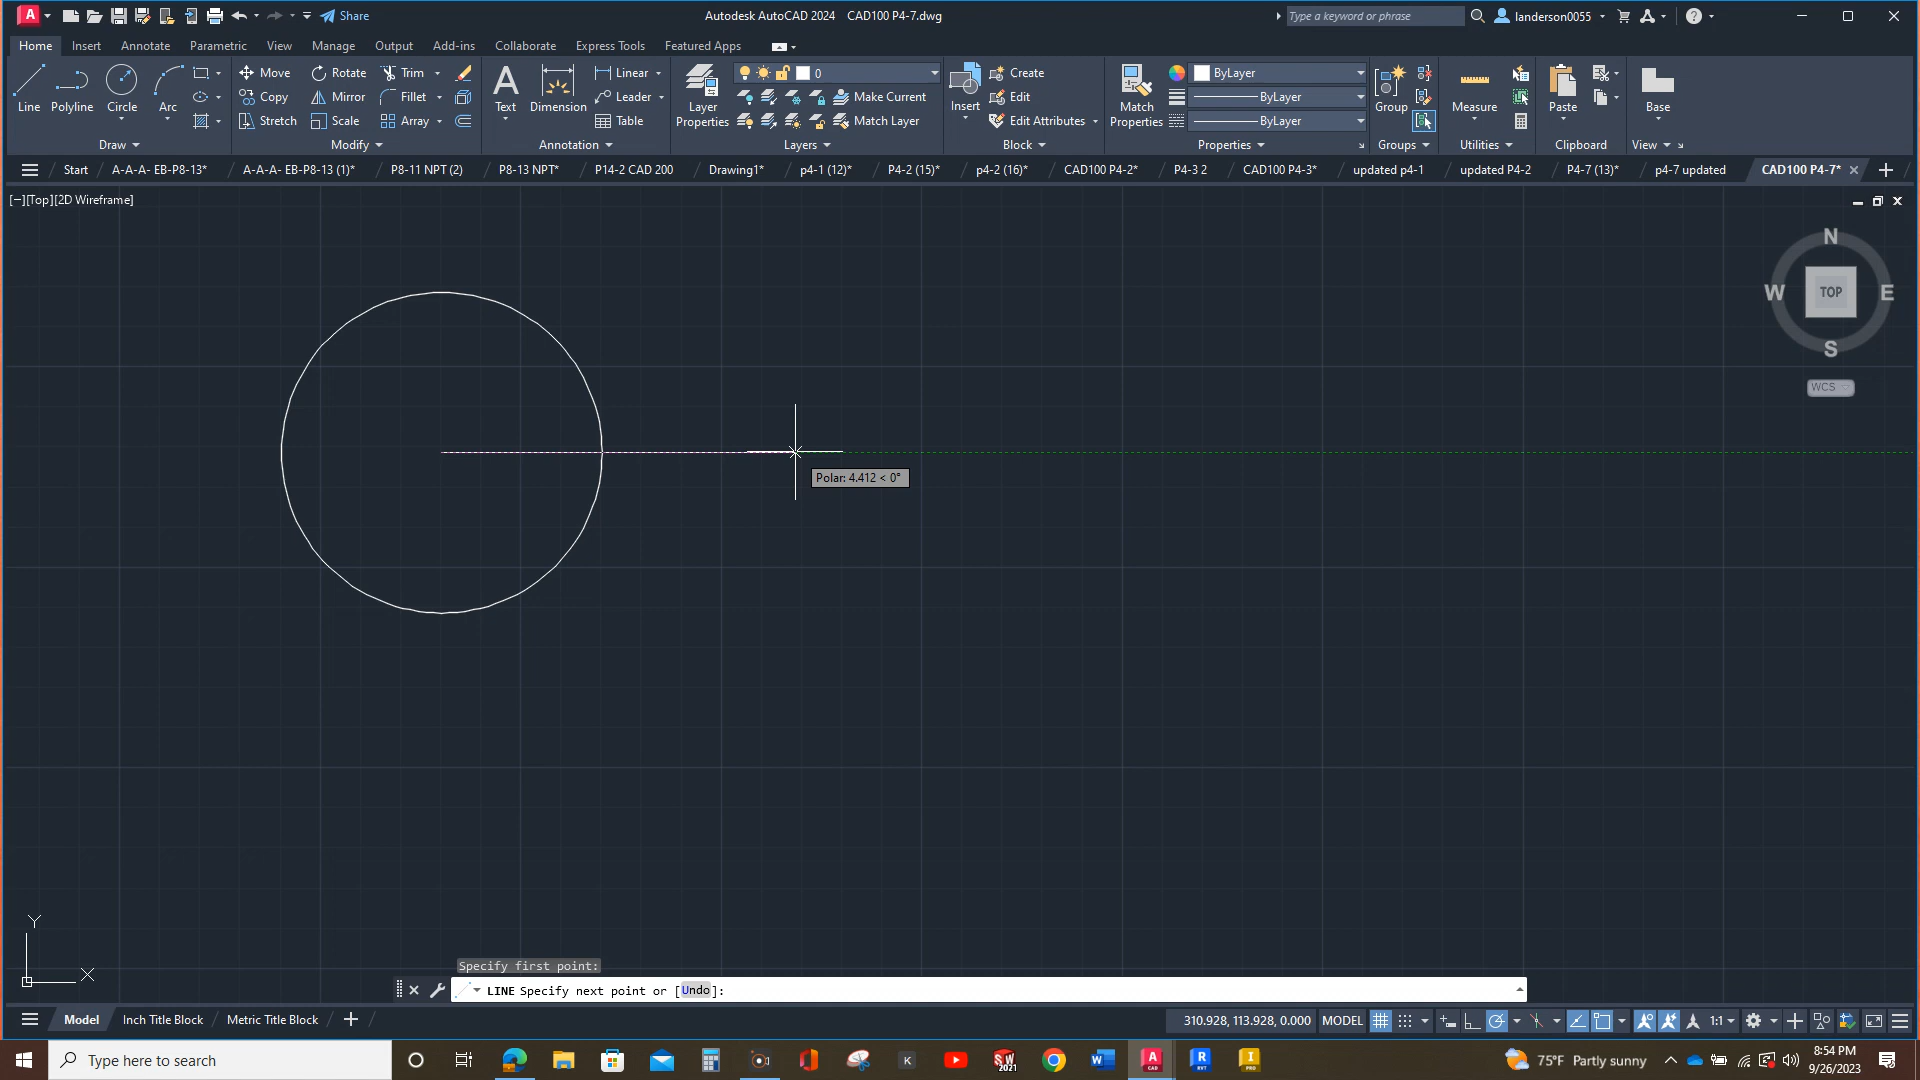 Share
Autodesk AutoCAD 2024 CAD100 P4-7.dwg
Type a keyword or phrase
landerson0055
Home Insert Annotate Parametric View Manage Output Add-ins Collaborate Express Tools Featured Apps
Line Polyline Circle Arc
Draw
Move Rotate Trim
Copy Mirror Fillet
Stretch Scale Array
Modify
Text Dimension
Linear
Leader
Table
Annotation
Layer Properties
0
Make Current
Match Layer
Layers
Insert
Create
Edit
Edit Attributes
Block
Match Properties
ByLayer
ByLayer
ByLayer
Properties
Group
Groups
Measure
Utilities
Paste
Clipboard
Base
View
Start A-A-A- EB-P8-13* A-A-A- EB-P8-13 (1)* P8-11 NPT (2) P8-13 NPT* P14-2 CAD 200 Drawing1* p4-1 (12)* P4-2 (15)* p4-2 (16)* CAD100 P4-2* P4-3 2 CAD100 P4-3* updated p4-1 updated P4-2 P4-7 (13)* p4-7 updated CAD100 P4-7*
[−][Top][2D Wireframe]
N
W TOP E
S
WCS
Polar: 4.412 < 0°
Y
X
Specify first point:
LINE Specify next point or [Undo]:
Model Inch Title Block Metric Title Block
310.928, 113.928, 0.000 MODEL 1:1
Type here to search
75°F Partly sunny
8:54 PM
9/26/2023